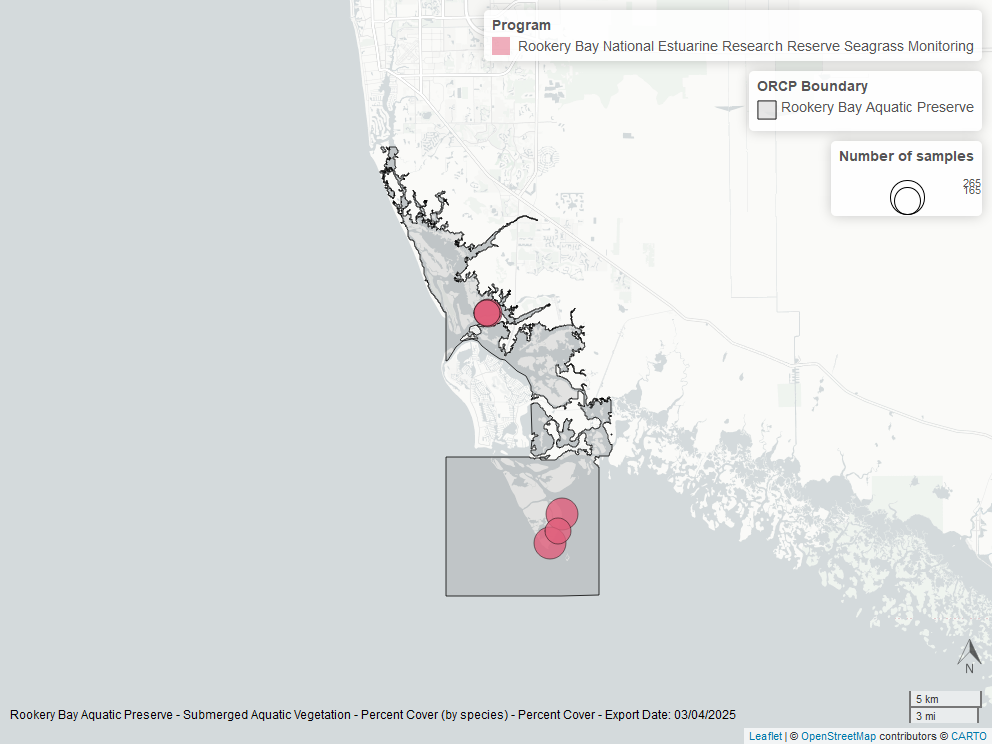 Program
Rookery Bay National Estuarine Research Reserve Seagrass Monitoring
ORCP Boundary
Rookery Bay Aquatic Preserve
Number of samples
265
165
N
5 km
3 mi
Rookery Bay Aquatic Preserve - Submerged Aquatic Vegetation - Percent Cover (by species) - Percent Cover - Export Date: 03/04/2025
Leaflet | © OpenStreetMap contributors © CARTO